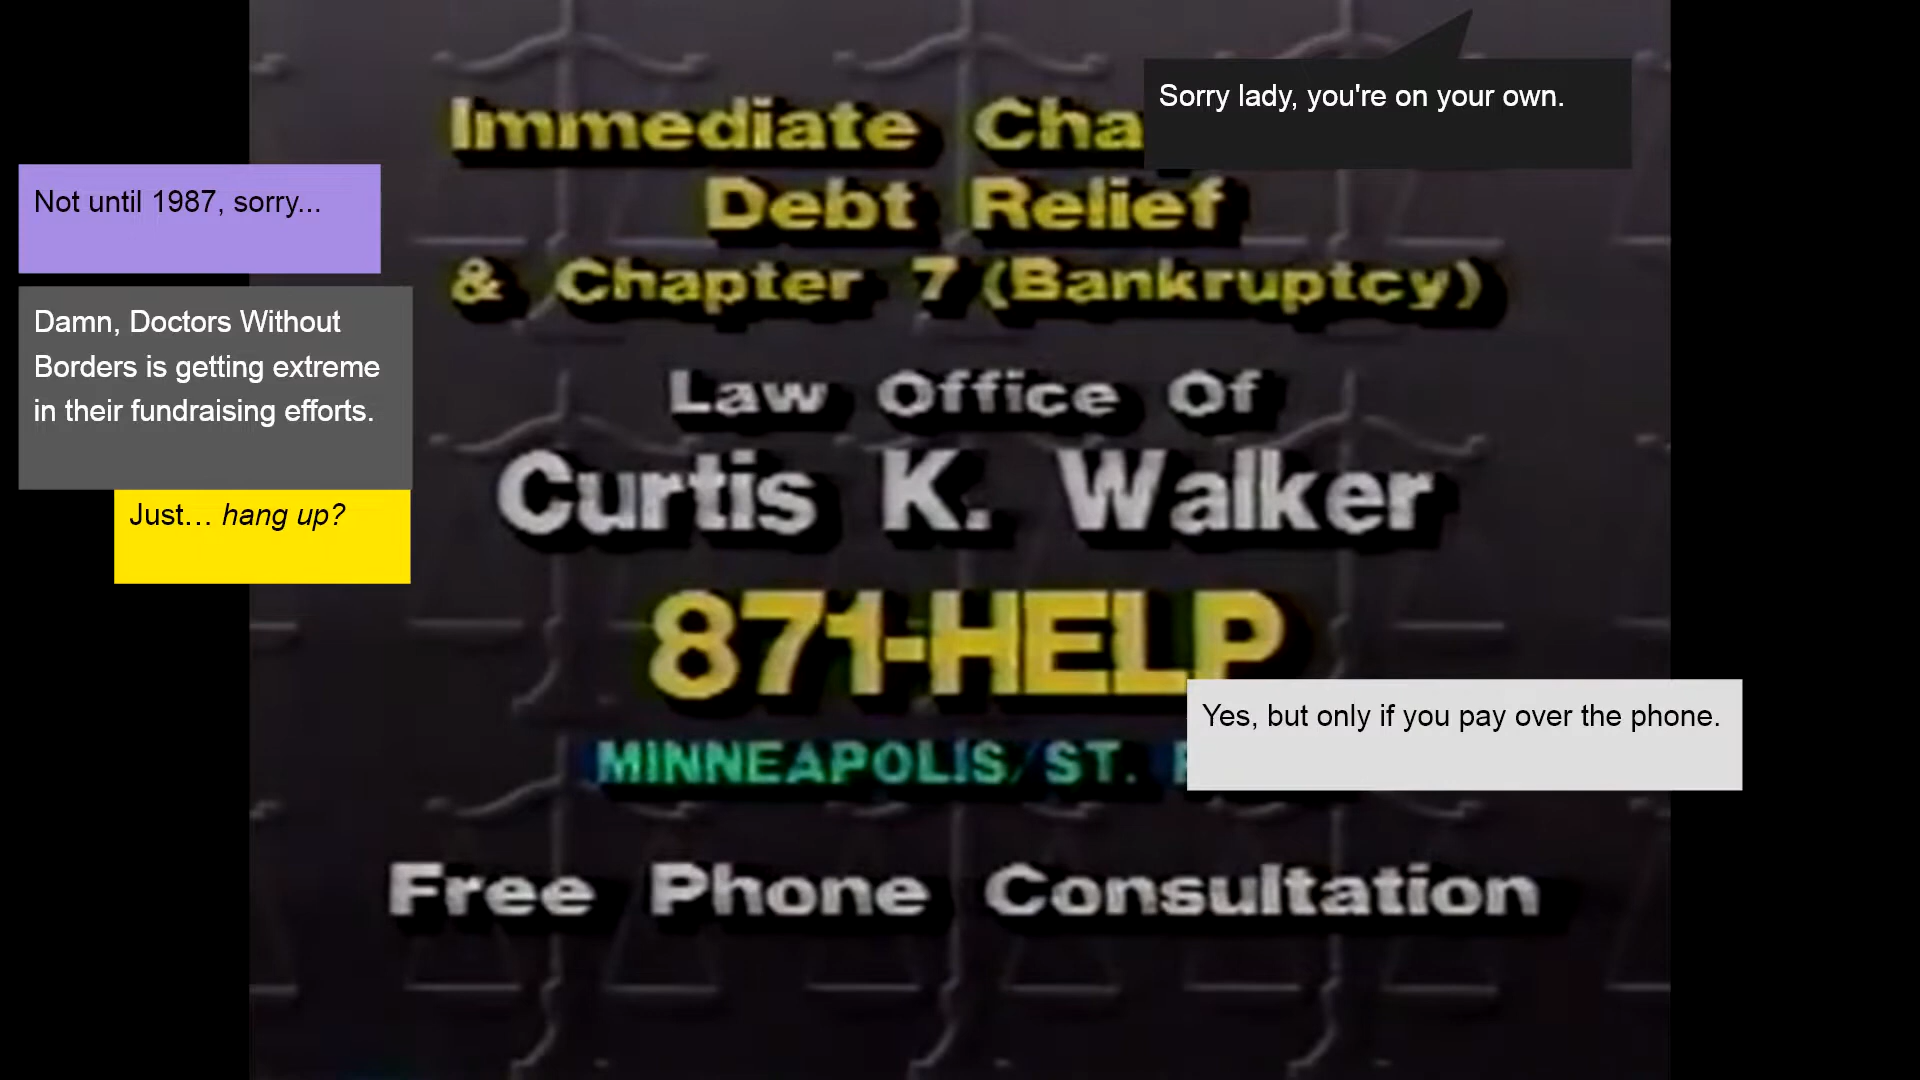 Sorry lady, you're on your own.
Immediate Cha
Debt Relief
Not until 1987, sorry...
& Chapter 7 (Bankruptcy)
Damn, Doctors Without
Borders is getting extreme
in their fundraising efforts.
Law Office Of
Curtis K. Walker
Just… hang up?
871-HELP
Yes, but only if you pay over the phone.
MINNEAPOLIS/ST.
Free Phone Consultation